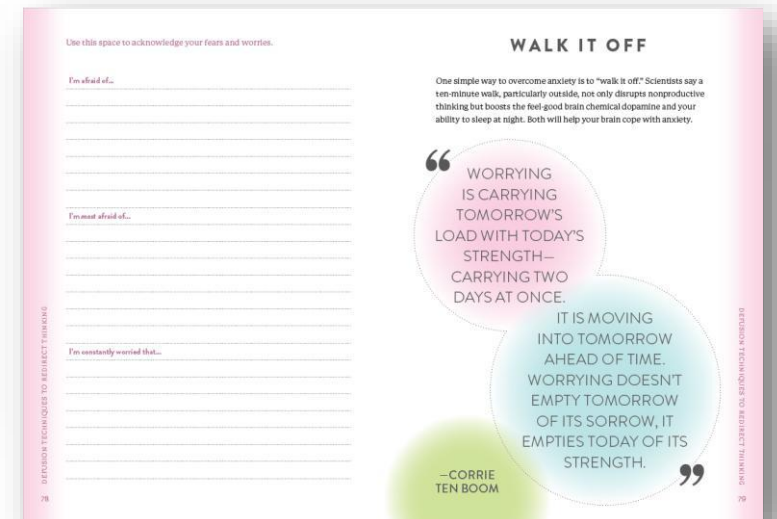 Use this space to acknowledge your fears and worries.
I'm afraid of...
I'm most afraid of...
I'm constantly worried that...
DEFUSION TECHNIQUES TO REDIRECT THINKING
78
WALK IT OFF
One simple way to overcome anxiety is to “walk it off.” Scientists say a
ten-minute walk, particularly outside, not only disrupts nonproductive
thinking but boosts the feel-good brain chemical dopamine and your
ability to sleep at night. Both will help your brain cope with anxiety.
“
WORRYING
IS CARRYING
TOMORROW’S
LOAD WITH TODAY’S
STRENGTH—
CARRYING TWO
DAYS AT ONCE.
IT IS MOVING
INTO TOMORROW
AHEAD OF TIME.
WORRYING DOESN’T
EMPTY TOMORROW
OF ITS SORROW, IT
EMPTIES TODAY OF ITS
STRENGTH.
”
—CORRIE
TEN BOOM
DEFUSION TECHNIQUES TO REDIRECT THINKING
79